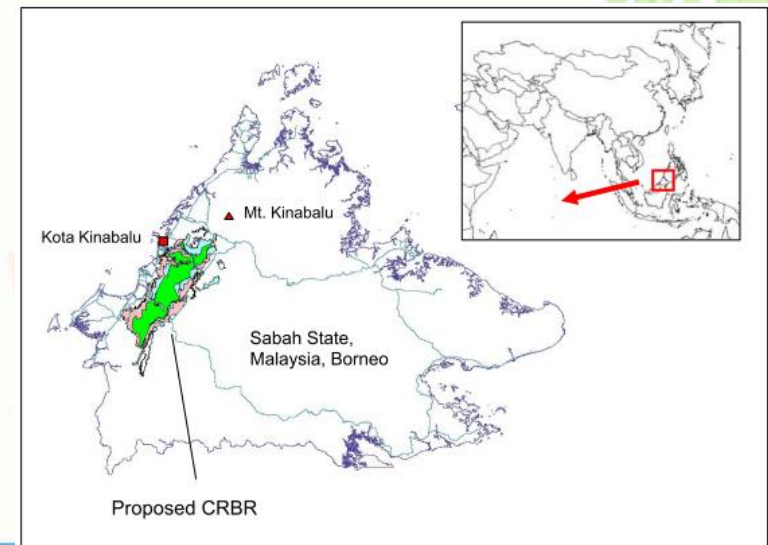 Mt. Kinabalu
Kota Kinabalu
Sabah State,
Malaysia, Borneo
Proposed CRBR